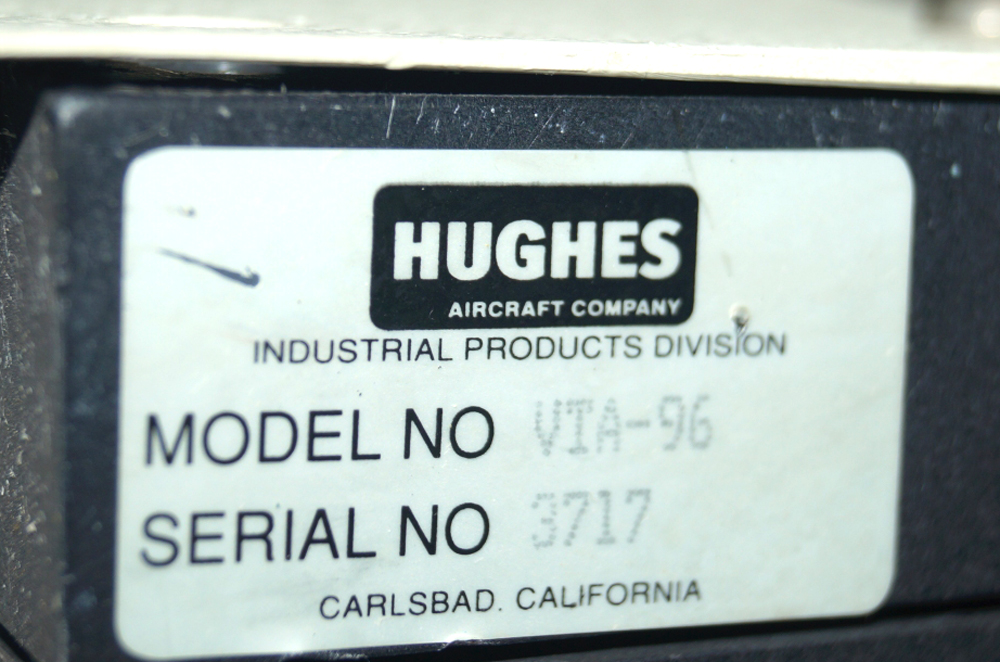 HUGHES
AIRCRAFT COMPANY
INDUSTRIAL PRODUCTS DIVISION
MODEL NO VTA-96
SERIAL NO 3717
CARLSBAD. CALIFORNIA